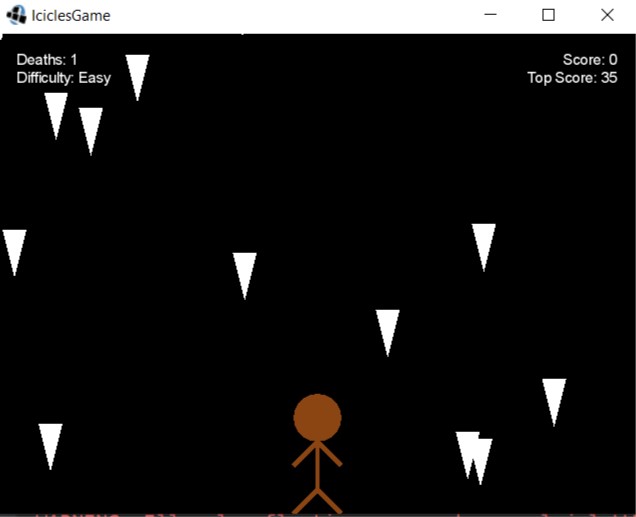 IciclesGame
Deaths: 1
Score: 0
Difficulty: Easy
Top Score: 35